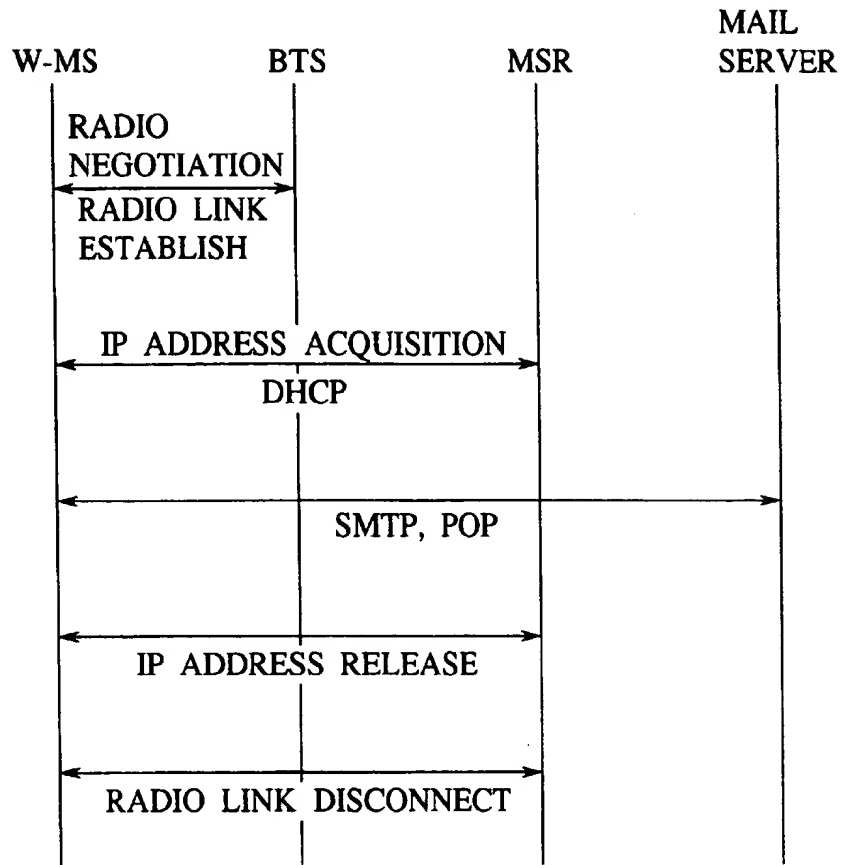 W-MS
BTS
MSR
MAIL
SERVER
RADIO
NEGOTIATION
RADIO LINK
ESTABLISH
IP ADDRESS ACQUISITION
DHCP
SMTP, POP
IP ADDRESS RELEASE
RADIO LINK DISCONNECT